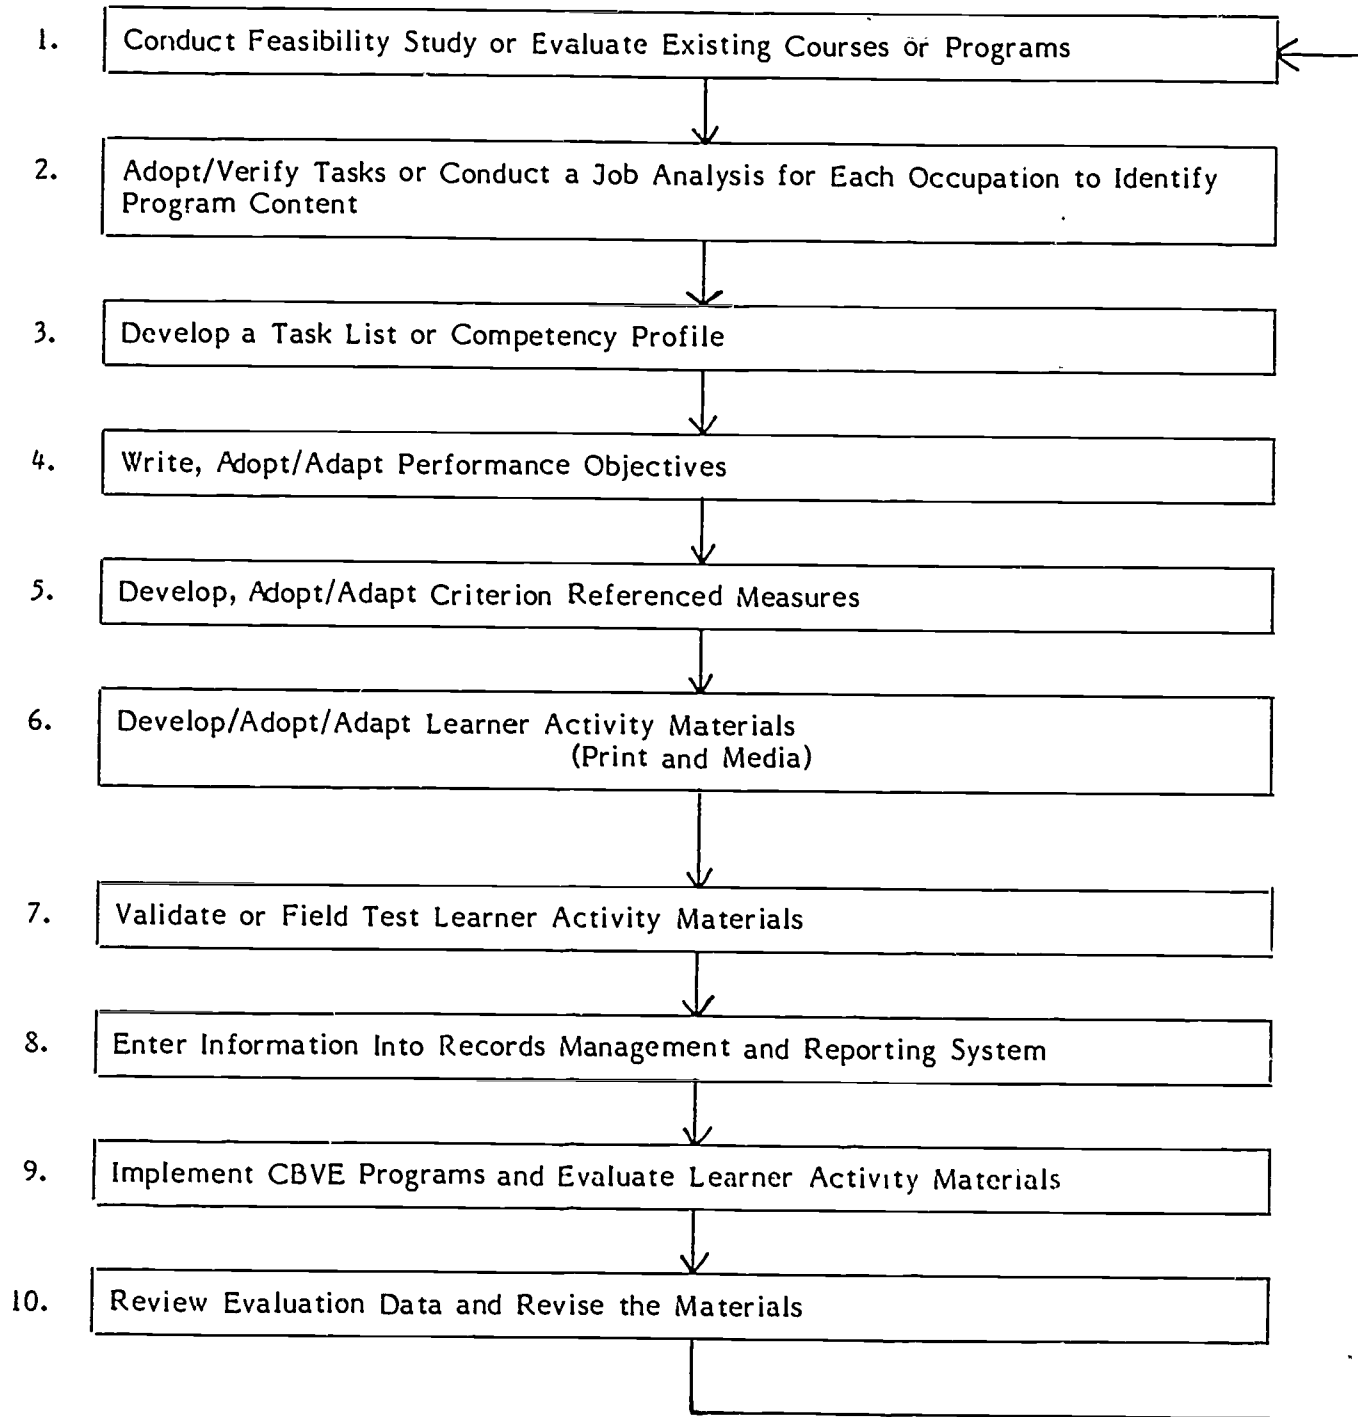 1. Conduct Feasibility Study or Evaluate Existing Courses or Programs
2. Adopt/Verify Tasks or Conduct a Job Analysis for Each Occupation to Identify
Program Content
3. Develop a Task List or Competency Profile
4. Write, Adopt/Adapt Performance Objectives
5. Develop, Adopt/Adapt Criterion Referenced Measures
6. Develop/Adopt/Adapt Learner Activity Materials
(Print and Media)
7. Validate or Field Test Learner Activity Materials
8. Enter Information Into Records Management and Reporting System
9. Implement CBVE Programs and Evaluate Learner Activity Materials
10. Review Evaluation Data and Revise the Materials